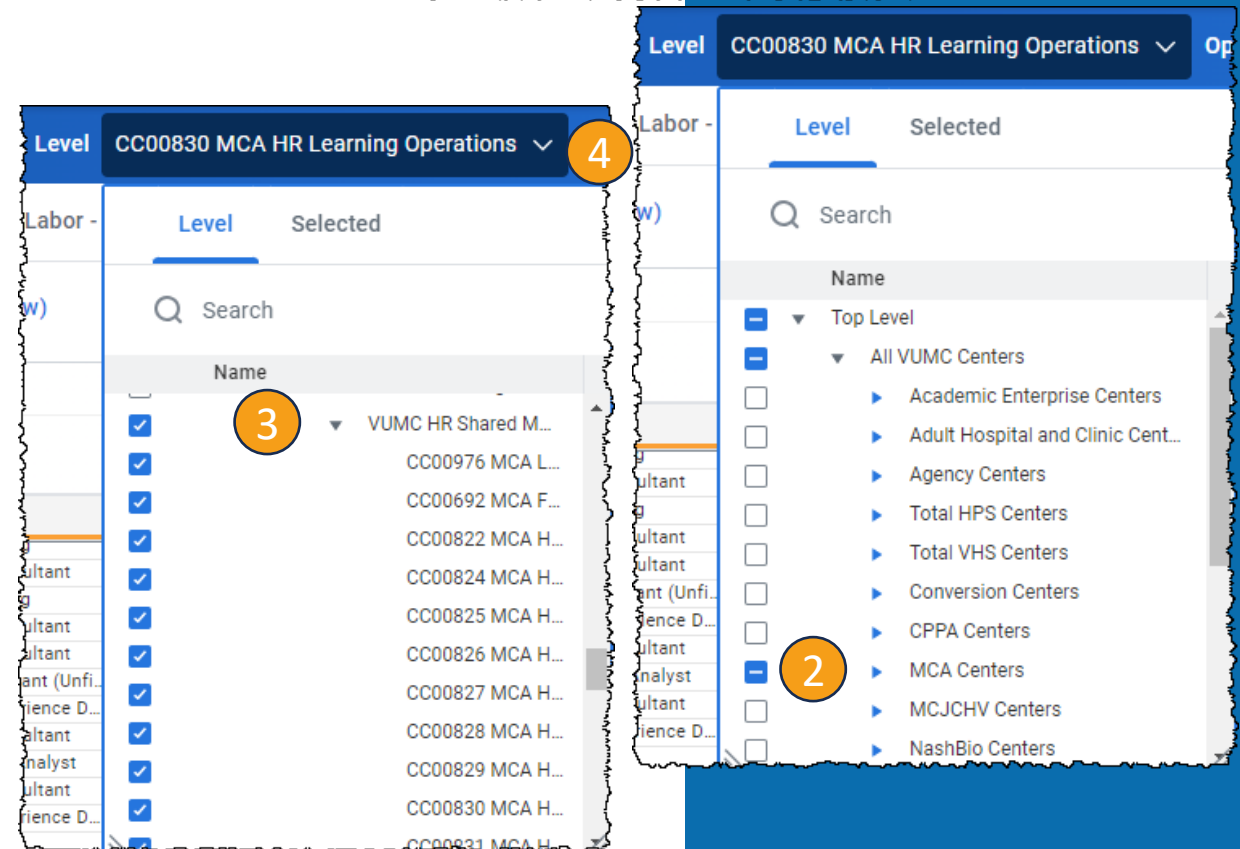 Level CC00830 MCA HR Learning Operations
4
Labor -
Level Selected
w)
Search
Name
3
VUMC HR Shared M...
CC00976 MCA L...
CC00692 MCA F...
CC00822 MCA H...
CC00824 MCA H...
CC00825 MCA H...
CC00826 MCA H...
CC00827 MCA H...
CC00828 MCA H...
CC00829 MCA H...
CC00830 MCA H...
CC00831 MCA H...
ultant
g
ultant
ultant
ant (Unfi..
ience D...
ultant
nalyst
ultant
rience D...
Level CC00830 MCA HR Learning Operations Op
Labor -
Level Selected
w)
Search
Name
Top Level
All VUMC Centers
Academic Enterprise Centers
Adult Hospital and Clinic Cent...
Agency Centers
Total HPS Centers
Total VHS Centers
Conversion Centers
CPPA Centers
2
MCA Centers
MCJCHV Centers
NashBio Centers
ultant
g
ultant
ultant
ant (Unfi..
ience D...
ultant
nalyst
ultant
rience D...